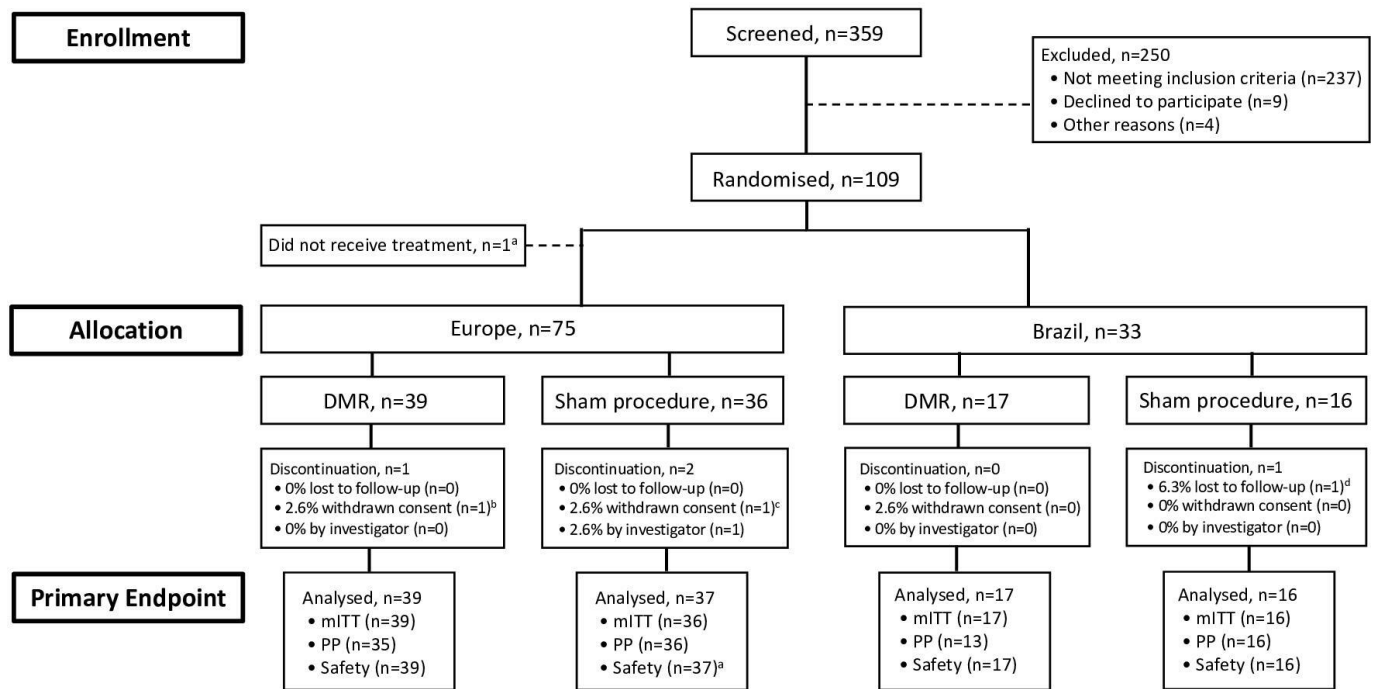 Enrollment
Screened, n=359
Excluded, n=250
• Not meeting inclusion criteria (n=237)
• Declined to participate (n=9)
• Other reasons (n=4)
Randomised, n=109
Did not receive treatment, n=1ᵃ
Allocation
Europe, n=75
Brazil, n=33
DMR, n=39
Sham procedure, n=36
DMR, n=17
Sham procedure, n=16
Discontinuation, n=1
• 0% lost to follow-up (n=0)
• 2.6% withdrawn consent (n=1)ᵇ
• 0% by investigator (n=0)
Discontinuation, n=2
• 0% lost to follow-up (n=0)
• 2.6% withdrawn consent (n=1)ᶜ
• 2.6% by investigator (n=1)
Discontinuation, n=0
• 0% lost to follow-up (n=0)
• 2.6% withdrawn consent (n=0)
• 0% by investigator (n=0)
Discontinuation, n=1
• 6.3% lost to follow-up (n=1)ᵈ
• 0% withdrawn consent (n=0)
• 0% by investigator (n=0)
Primary Endpoint
Analysed, n=39
• mITT (n=39)
• PP (n=35)
• Safety (n=39)
Analysed, n=37
• mITT (n=36)
• PP (n=36)
• Safety (n=37)ᵃ
Analysed, n=17
• mITT (n=17)
• PP (n=13)
• Safety (n=17)
Analysed, n=16
• mITT (n=16)
• PP (n=16)
• Safety (n=16)